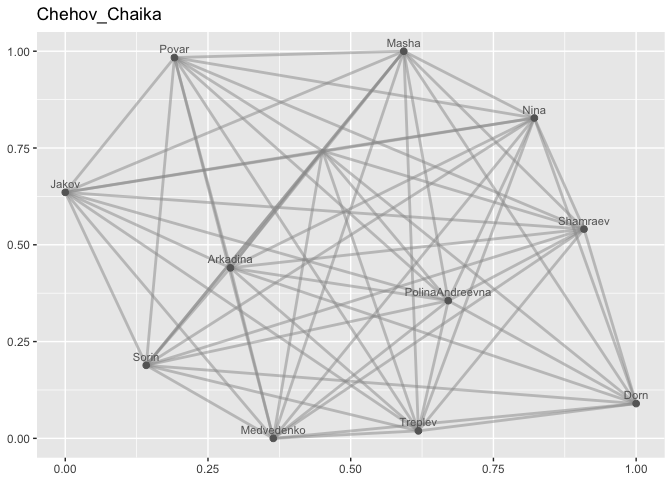 Chehov_Chaika
1.00
0.75
0.50
0.25
0.00
Povar
Masha
Nina
Jakov
Shamraev
Arkadina
PolinaAndreevna
Sorin
Dorn
Treplev
Medvedenko
0.00
0.25
0.50
0.75
1.00